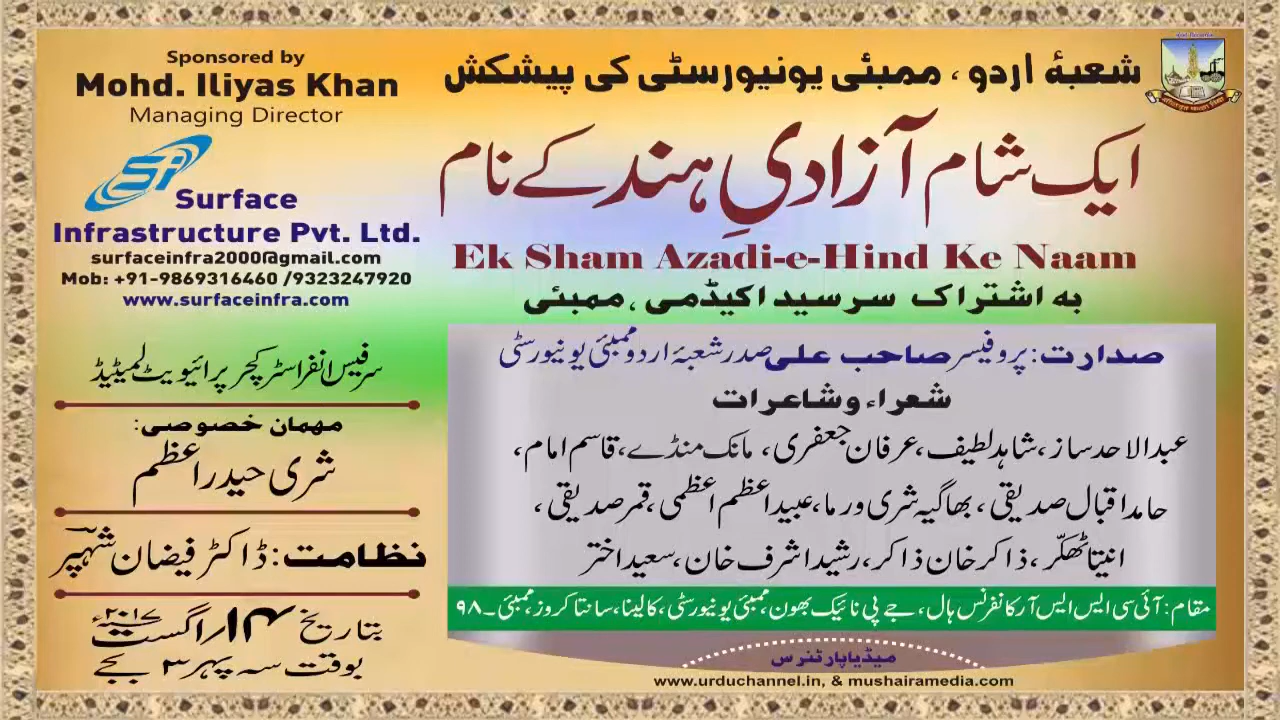 Sponsored by
Mohd. Iliyas Khan
Managing Director
Si
Surface
Infrastructure Pvt. Ltd.
surfaceinfra2000@gmail.com
Mob: +91-9869316460 /9323247920
www.surfaceinfra.com
سرفیس انفراسٹرکچر پرائیویٹ لمیٹیڈ
مہمان خصوصی:
شری حیدر اعظم
نظامت: ڈاکٹر فیضان شہپر
بتاریخ ۱۴/اگست ۲۰۱۷ء
بوقت سہ پہر ۳ بجے
شعبۂ اردو ، ممبئی یونیورسٹی کی پیشکش
ایک شام آزادیِ ہند کے نام
Ek Sham Azadi-e-Hind Ke Naam
بہ اشتراک سرسید اکیڈمی ، ممبئی
صدارت: پروفیسر صاحب علی صدر شعبۂ اردو ممبئی یونیورسٹی
شعراء و شاعرات
عبدالاحد ساز، شاہد لطیف، عرفان جعفری، مانک منڈے، قاسم امام،
حامد اقبال صدیقی، بھاگیہ شری ورما، عبید اعظم اعظمی، قمر صدیقی،
انیتا ٹھکّر، ذاکر خان ذاکر، رشید اشرف خان، سعید اختر
مقام: آئی سی ایس ایس آر کانفرنس ہال، جے پی نائیک بھون، ممبئی یونیورسٹی، کالینا، سانتا کروز، ممبئی۔۹۸
میڈیا پارٹنرس
www.urduchannel.in, & mushairamedia.com